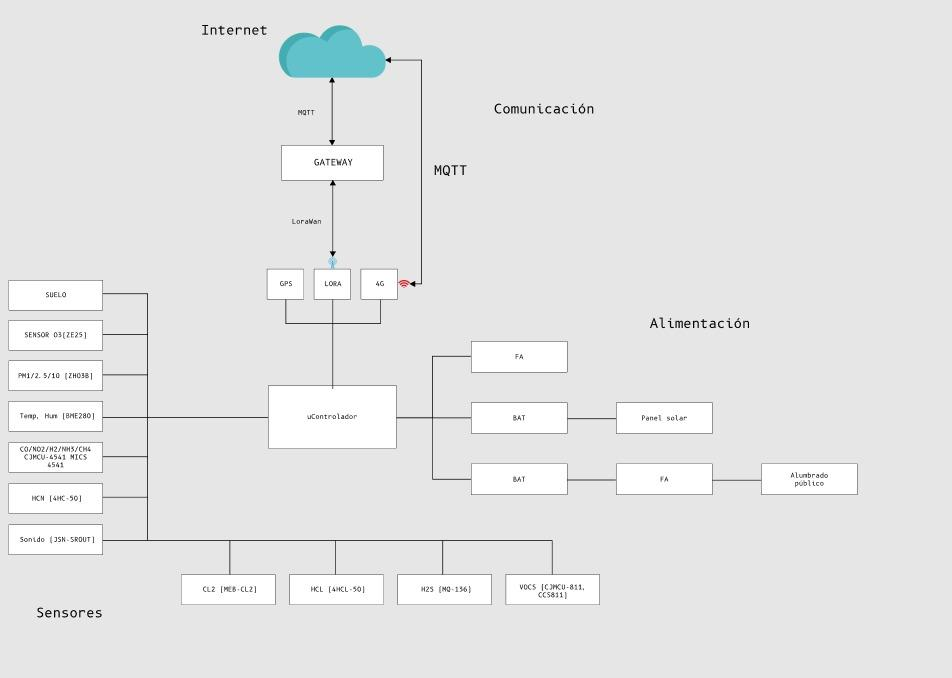 Internet
MQTT
Comunicación
GATEWAY
MQTT
LoraWan
GPS
LORA
4G
SUELO
SENSOR O3[ZE25]
PM1/2.5/10 [ZH03B]
Temp, Hum [BME280]
CO/NO2/H2/NH3/CH4
CJMCU-4541 MICS
4541
HCN [4HC-50]
Sonido [JSN-SR0UT]
uControlador
Alimentación
FA
BAT
Panel solar
BAT
FA
Alumbrado
público
CL2 [MEB-CL2]
HCL [4HCL-50]
H2S [MQ-136]
VOCS [CJMCU-811,
CCS811]
Sensores